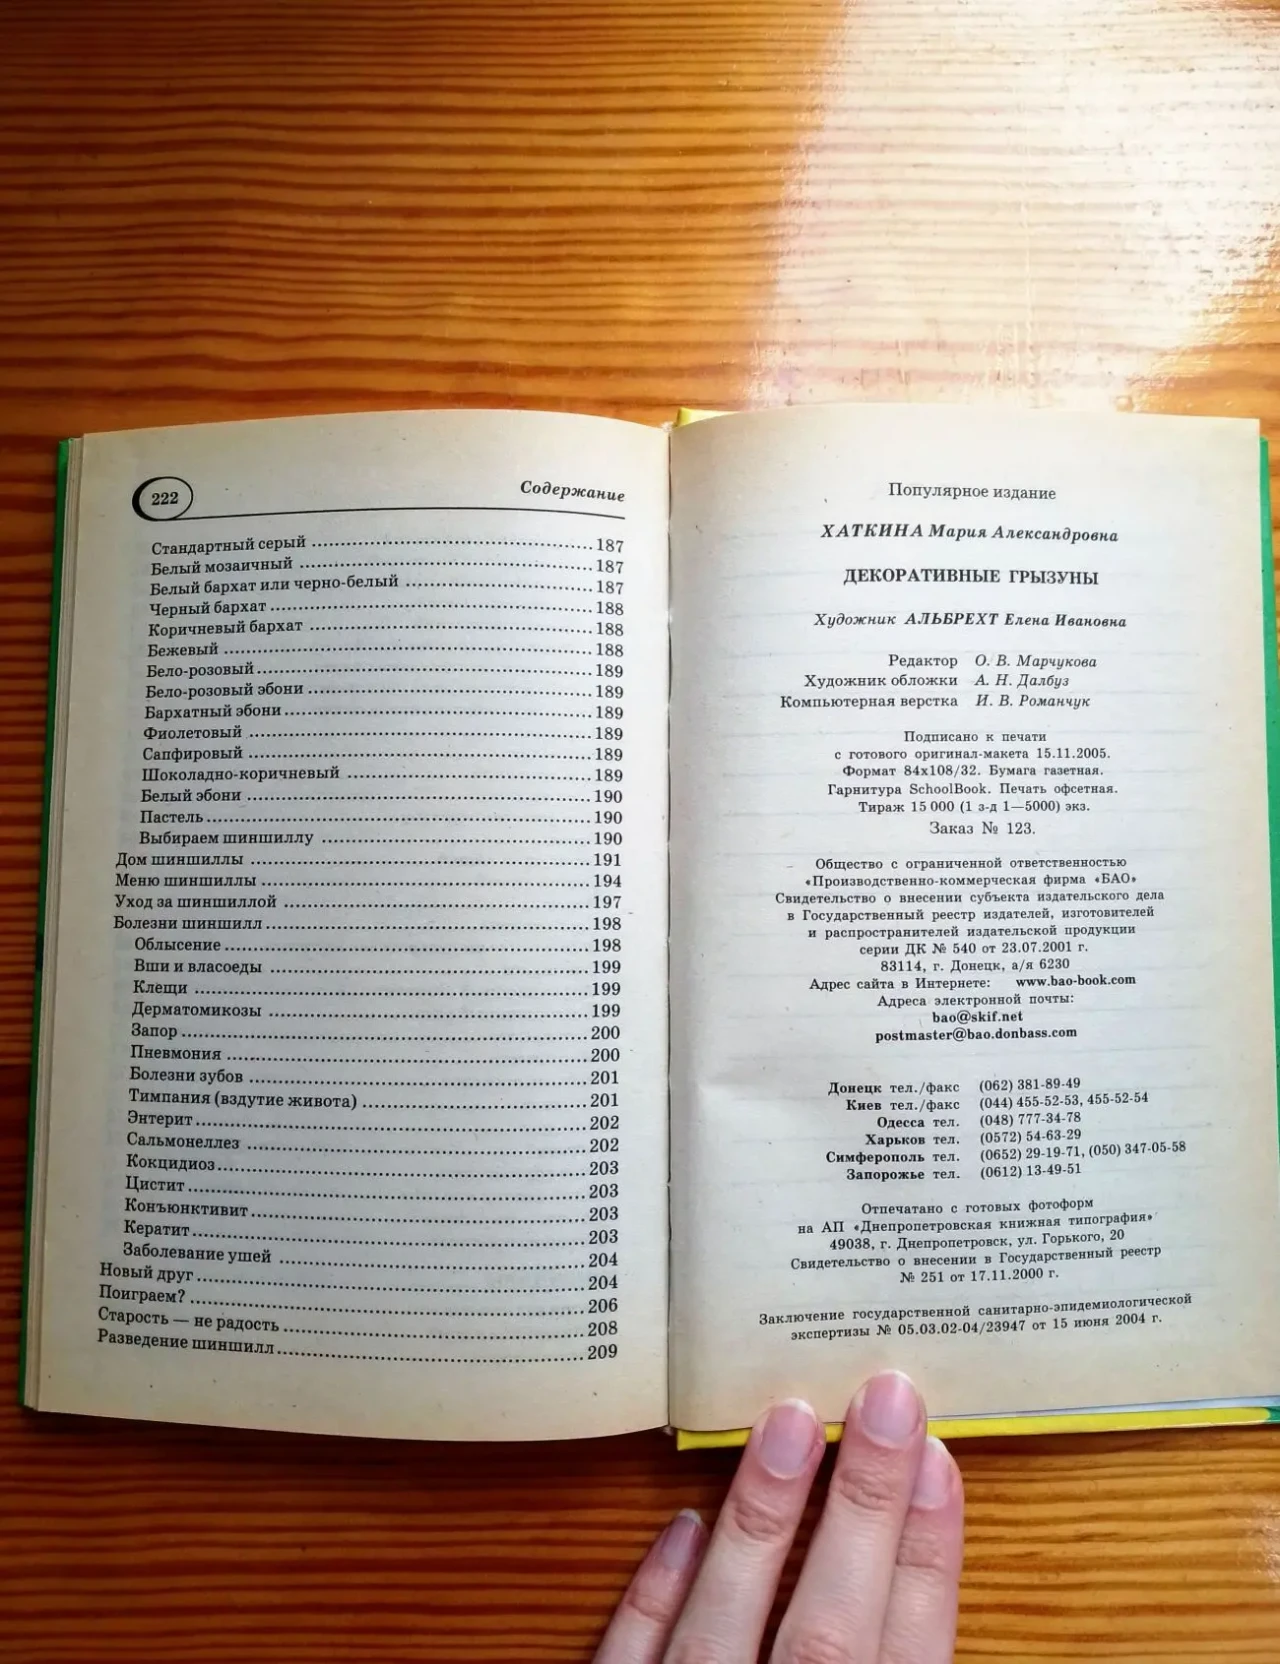 222
Содержание
Стандартный серый ........ 187
Белый мозаичный ........ 187
Белый бархат или черно-белый ........ 187
Черный бархат ........ 188
Коричневый бархат ........ 188
Бежевый ........ 188
Бело-розовый ........ 189
Бело-розовый эбони ........ 189
Бархатный эбони ........ 189
Фиолетовый ........ 189
Сапфировый ........ 189
Шоколадно-коричневый ........ 189
Белый эбони ........ 190
Пастель ........ 190
Выбираем шиншиллу ........ 190
Дом шиншиллы ........ 191
Меню шиншиллы ........ 194
Уход за шиншиллой ........ 197
Болезни шиншилл ........ 198
Облысение ........ 198
Вши и власоеды ........ 199
Клещи ........ 199
Дерматомикозы ........ 199
Запор ........ 200
Пневмония ........ 200
Болезни зубов ........ 201
Тимпания (вздутие живота) ........ 201
Энтерит ........ 202
Сальмонеллез ........ 202
Кокцидиоз ........ 203
Цистит ........ 203
Конъюнктивит ........ 203
Кератит ........ 203
Заболевание ушей ........ 204
Новый друг ........ 204
Поиграем? ........ 206
Старость — не радость ........ 208
Разведение шиншилл ........ 209
Популярное издание
ХАТКИНА Мария Александровна
ДЕКОРАТИВНЫЕ ГРЫЗУНЫ
Художник АЛЬБРЕХТ Елена Ивановна
Редактор О. В. Марчукова
Художник обложки А. Н. Далбуз
Компьютерная верстка И. В. Романчук
Подписано к печати
с готового оригинал-макета 15.11.2005.
Формат 84х108/32. Бумага газетная.
Гарнитура SchoolBook. Печать офсетная.
Тираж 15 000 (1 з-д 1—5000) экз.
Заказ № 123.
Общество с ограниченной ответственностью
«Производственно-коммерческая фирма «БАО»
Свидетельство о внесении субъекта издательского дела
в Государственный реестр издателей, изготовителей
и распространителей издательской продукции
серии ДК № 540 от 23.07.2001 г.
83114, г. Донецк, а/я 6230
Адрес сайта в Интернете: www.bao-book.com
Адреса электронной почты:
bao@skif.net
postmaster@bao.donbass.com
Донецк тел./факс (062) 381-89-49
Киев тел./факс (044) 455-52-53, 455-52-54
Одесса тел. (048) 777-34-78
Харьков тел. (0572) 54-63-29
Симферополь тел. (0652) 29-19-71, (050) 347-05-58
Запорожье тел. (0612) 13-49-51
Отпечатано с готовых фотоформ
на АП «Днепропетровская книжная типография»
49038, г. Днепропетровск, ул. Горького, 20
Свидетельство о внесении в Государственный реестр
№ 251 от 17.11.2000 г.
Заключение государственной санитарно-эпидемиологической
экспертизы № 05.03.02-04/23947 от 15 июня 2004 г.